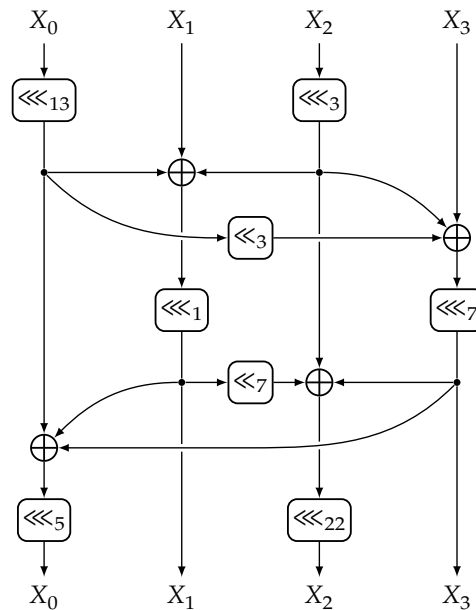 X₀ X₁ X₂ X₃
⋘₁₃ ⋘₃
≪₃
⋘₁ ⋘₇
≪₇
⋘₅ ⋘₂₂
X₀ X₁ X₂ X₃